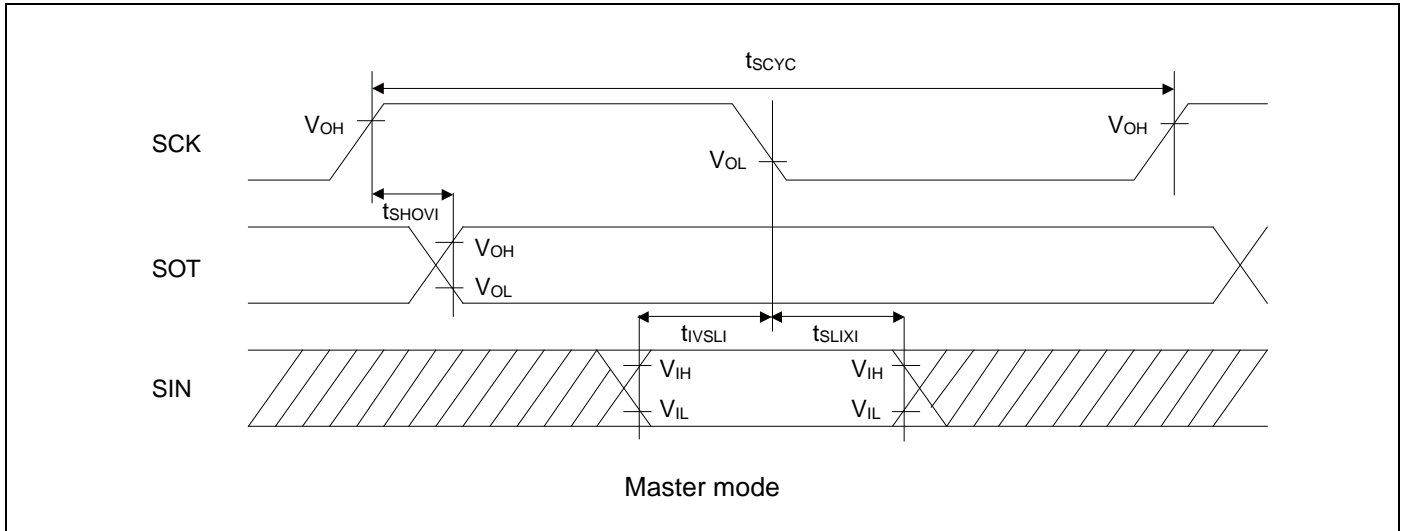 tSCYC
VOH
VOH
SCK
VOL
tSHOVI
VOH
SOT
VOL
tIVSLI
tSLIXI
VIH
VIH
SIN
VIL
VIL
Master mode